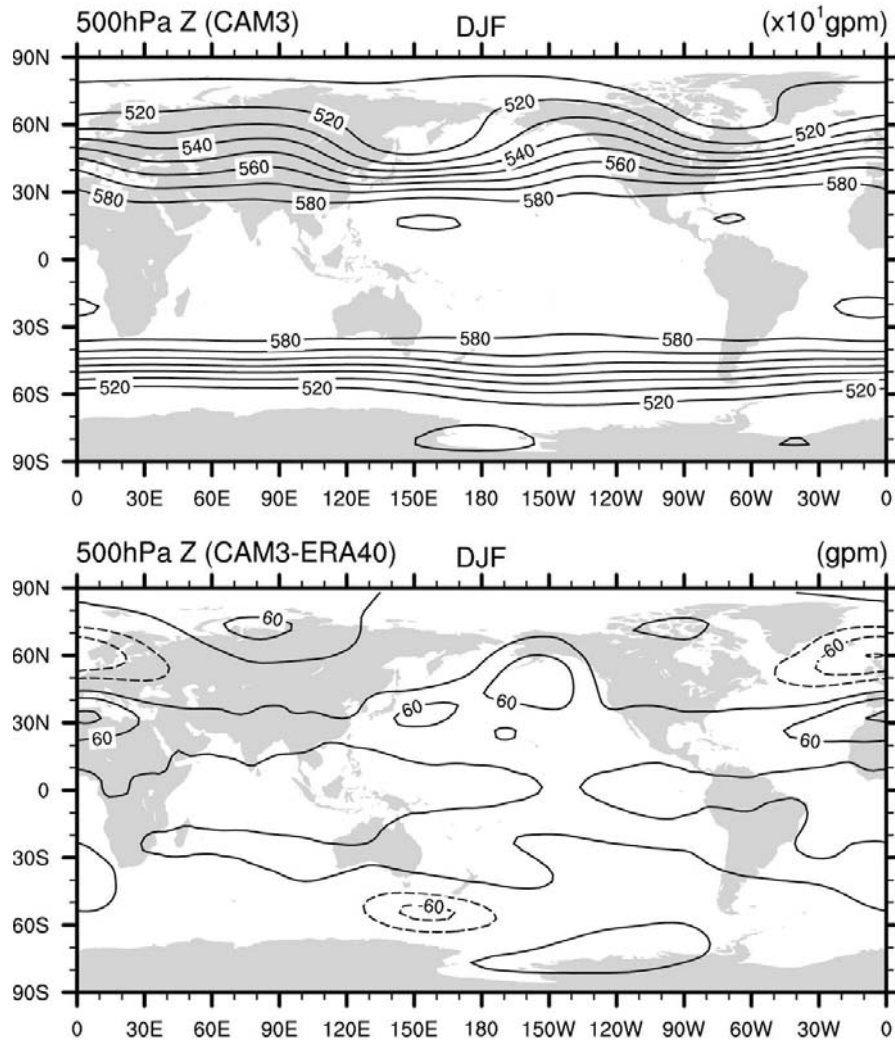 500hPa Z (CAM3) DJF (x10¹gpm)
90N
520 520 520
60N
540 540
560 560
30N
580 580 580 580
0
30S
580 580 580 580
60S
520 520 520
90S
0 30E 60E 90E 120E 150E 180 150W 120W 90W 60W 30W 0
500hPa Z (CAM3-ERA40) DJF (gpm)
90N
60
60N
-60
30N
60 60 60 60
0
30S
60S
-60
90S
0 30E 60E 90E 120E 150E 180 150W 120W 90W 60W 30W 0